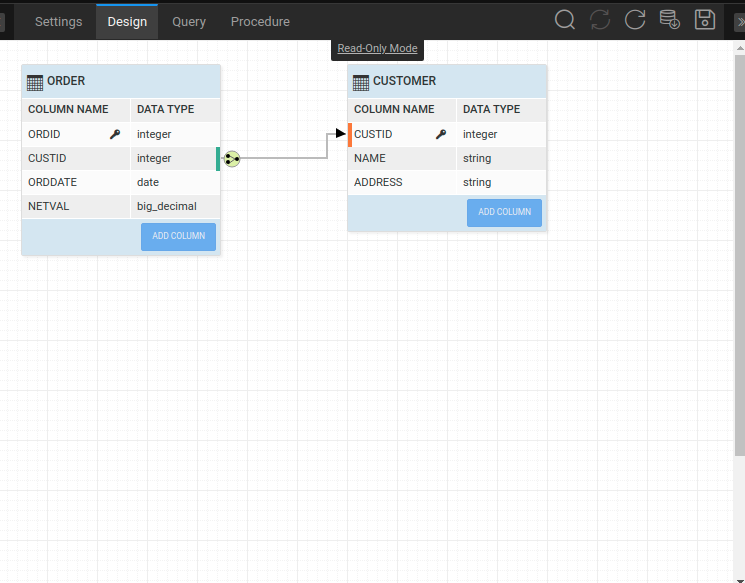 Settings Design Query Procedure
Read-Only Mode
ORDER
COLUMN NAME DATA TYPE
ORDID integer
CUSTID integer
ORDDATE date
NETVAL big_decimal
ADD COLUMN
CUSTOMER
COLUMN NAME DATA TYPE
CUSTID integer
NAME string
ADDRESS string
ADD COLUMN